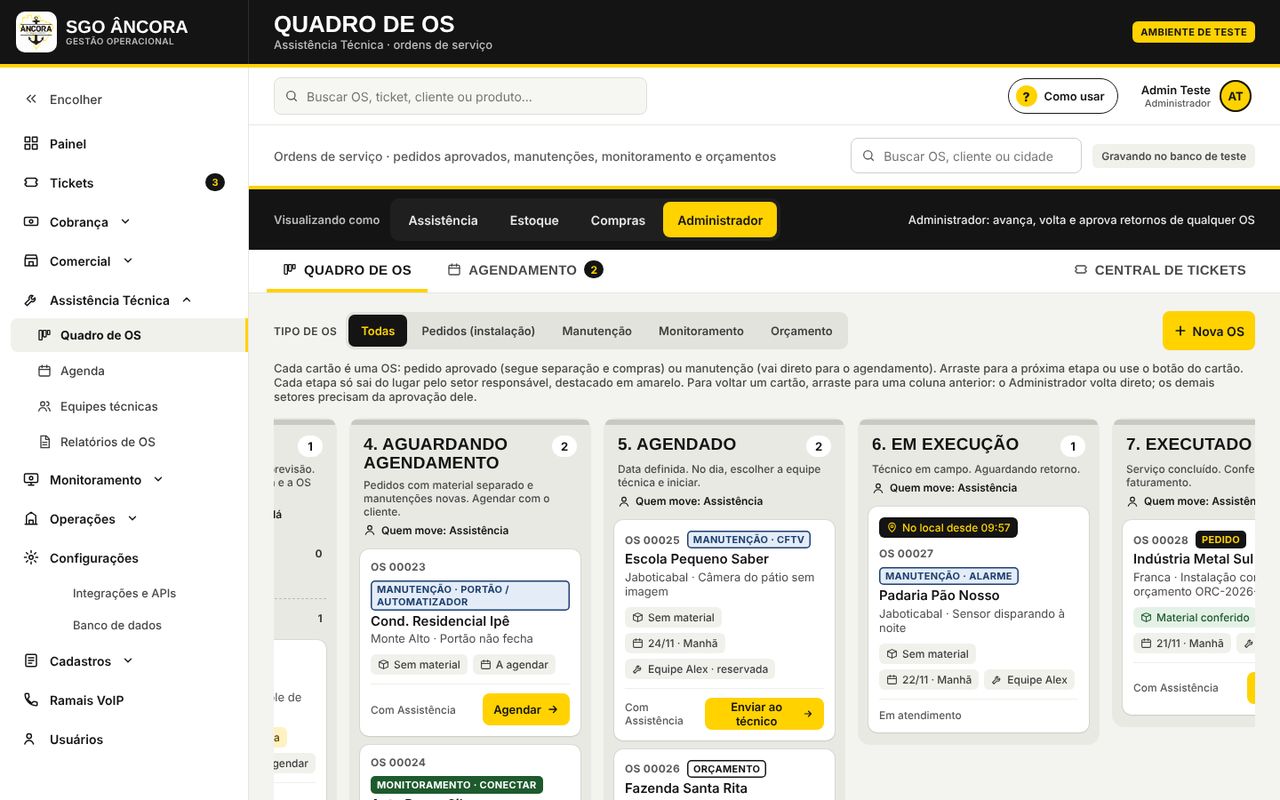 ÂNCORA
SGO ÂNCORA
GESTÃO OPERACIONAL
QUADRO DE OS
Assistência Técnica · ordens de serviço
AMBIENTE DE TESTE
Encolher
Painel
Tickets
3
Cobrança
Comercial
Assistência Técnica
Quadro de OS
Agenda
Equipes técnicas
Relatórios de OS
Monitoramento
Operações
Configurações
Integrações e APIs
Banco de dados
Cadastros
Ramais VoIP
Usuários
Buscar OS, ticket, cliente ou produto...
? Como usar
Admin Teste
Administrador
AT
Ordens de serviço · pedidos aprovados, manutenções, monitoramento e orçamentos
Buscar OS, cliente ou cidade
Gravando no banco de teste
Visualizando como
Assistência
Estoque
Compras
Administrador
Administrador: avança, volta e aprova retornos de qualquer OS
QUADRO DE OS
AGENDAMENTO 2
CENTRAL DE TICKETS
TIPO DE OS
Todas
Pedidos (instalação)
Manutenção
Monitoramento
Orçamento
+ Nova OS
Cada cartão é uma OS: pedido aprovado (segue separação e compras) ou manutenção (vai direto para o agendamento). Arraste para a próxima etapa ou use o botão do cartão.
Cada etapa só sai do lugar pelo setor responsável, destacado em amarelo. Para voltar um cartão, arraste para uma coluna anterior: o Administrador volta direto; os demais
setores precisam da aprovação dele.
1
e a OS
0
1
4. AGUARDANDO
AGENDAMENTO
2
Pedidos com material separado e
manutenções novas. Agendar com o
cliente.
Quem move: Assistência
OS 00023
MANUTENÇÃO · PORTÃO /
AUTOMATIZADOR
Cond. Residencial Ipê
Monte Alto · Portão não fecha
Sem material
A agendar
Com Assistência
Agendar →
OS 00024
MONITORAMENTO · CONECTAR
5. AGENDADO
2
Data definida. No dia, escolher a equipe
técnica e iniciar.
Quem move: Assistência
OS 00025
MANUTENÇÃO · CFTV
Escola Pequeno Saber
Jaboticabal · Câmera do pátio sem
imagem
Sem material
24/11 · Manhã
Equipe Alex · reservada
Com
Assistência
Enviar ao
técnico →
OS 00026
ORÇAMENTO
Fazenda Santa Rita
6. EM EXECUÇÃO
1
Técnico em campo. Aguardando retorno.
Quem move: Assistência
No local desde 09:57
OS 00027
MANUTENÇÃO · ALARME
Padaria Pão Nosso
Jaboticabal · Sensor disparando à
noite
Sem material
22/11 · Manhã
Equipe Alex
Em atendimento
7. EXECUTADO
Serviço concluído. Confe
faturamento.
Quem move: Assistên
OS 00028
PEDIDO
Indústria Metal Sul
Franca · Instalação co
orçamento ORC-2026-
Material conferido
21/11 · Manhã
Com Assistência